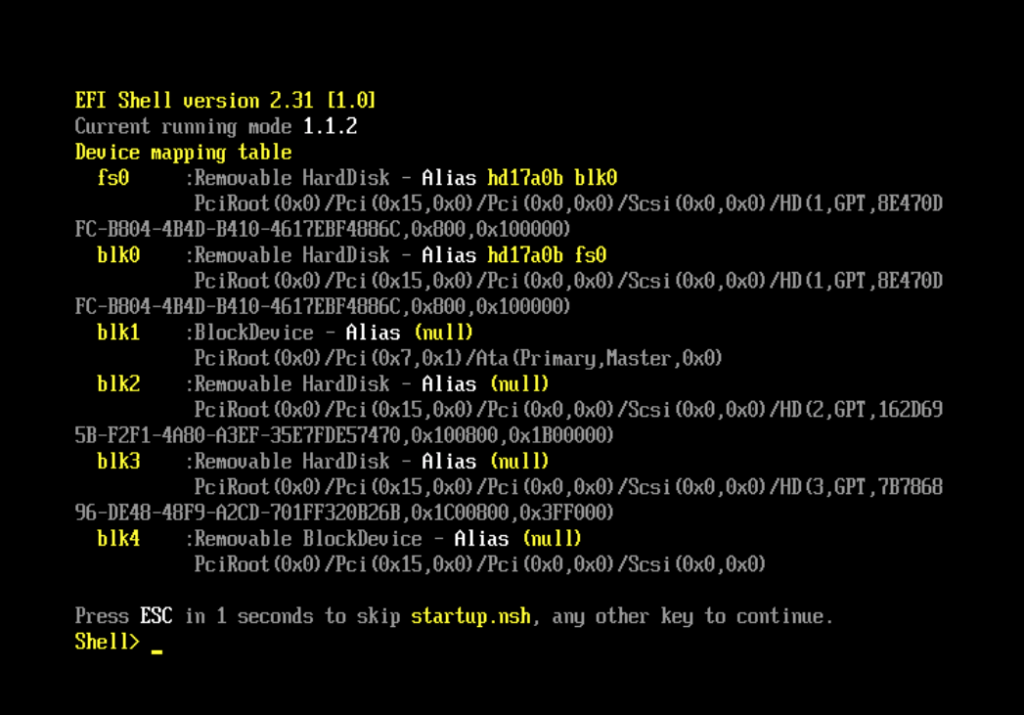 EFI Shell version 2.31 [1.0]
Current running mode 1.1.2
Device mapping table
fs0 :Removable HardDisk - Alias hd17a0b blk0
PciRoot(0x0)/Pci(0x15,0x0)/Pci(0x0,0x0)/Scsi(0x0,0x0)/HD(1,GPT,8E470D
FC-B804-4B4D-B410-4617EBF4886C,0x800,0x100000)
blk0 :Removable HardDisk - Alias hd17a0b fs0
PciRoot(0x0)/Pci(0x15,0x0)/Pci(0x0,0x0)/Scsi(0x0,0x0)/HD(1,GPT,8E470D
FC-B804-4B4D-B410-4617EBF4886C,0x800,0x100000)
blk1 :BlockDevice - Alias (null)
PciRoot(0x0)/Pci(0x7,0x1)/Ata(Primary,Master,0x0)
blk2 :Removable HardDisk - Alias (null)
PciRoot(0x0)/Pci(0x15,0x0)/Pci(0x0,0x0)/Scsi(0x0,0x0)/HD(2,GPT,162D69
5B-F2F1-4A80-A3EF-35E7FDE57470,0x100800,0x1B00000)
blk3 :Removable HardDisk - Alias (null)
PciRoot(0x0)/Pci(0x15,0x0)/Pci(0x0,0x0)/Scsi(0x0,0x0)/HD(3,GPT,7B7868
96-DE48-48F9-A2CD-701FF320B26B,0x1C00800,0x3FF000)
blk4 :Removable BlockDevice - Alias (null)
PciRoot(0x0)/Pci(0x15,0x0)/Pci(0x0,0x0)/Scsi(0x0,0x0)
Press ESC in 1 seconds to skip startup.nsh, any other key to continue.
Shell> _